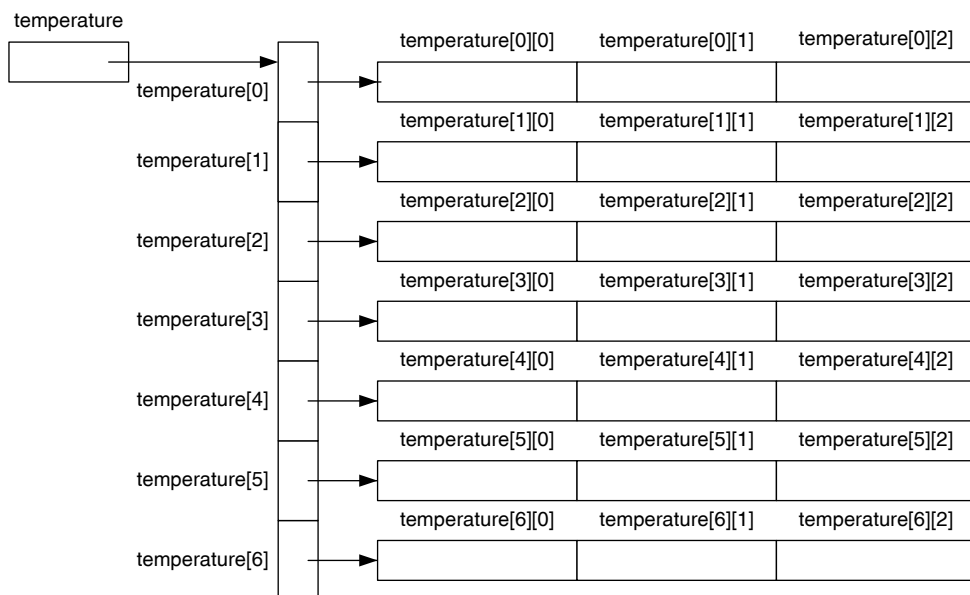 temperature
temperature[0][0] temperature[0][1] temperature[0][2]
temperature[0]
temperature[1][0] temperature[1][1] temperature[1][2]
temperature[1]
temperature[2][0] temperature[2][1] temperature[2][2]
temperature[2]
temperature[3][0] temperature[3][1] temperature[3][2]
temperature[3]
temperature[4][0] temperature[4][1] temperature[4][2]
temperature[4]
temperature[5][0] temperature[5][1] temperature[5][2]
temperature[5]
temperature[6][0] temperature[6][1] temperature[6][2]
temperature[6]